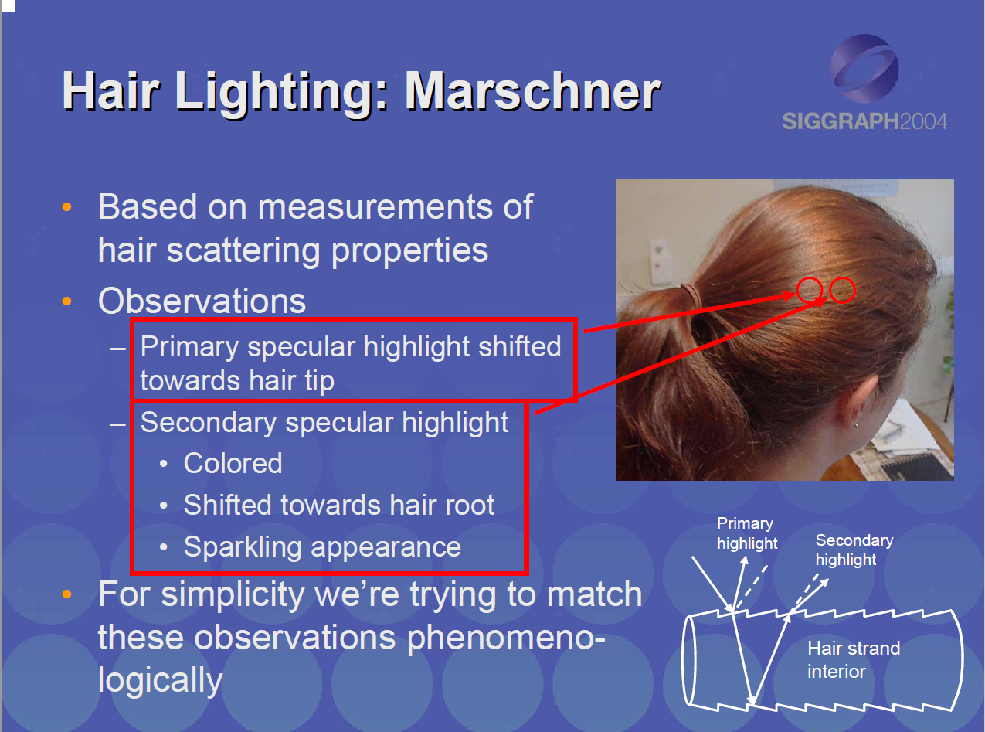 Hair Lighting: Marschner
SIGGRAPH2004
• Based on measurements of
hair scattering properties
• Observations
– Primary specular highlight shifted
towards hair tip
– Secondary specular highlight
• Colored
• Shifted towards hair root
• Sparkling appearance
• For simplicity we’re trying to match
these observations phenomeno-
logically
Primary
highlight
Secondary
highlight
Hair strand
interior